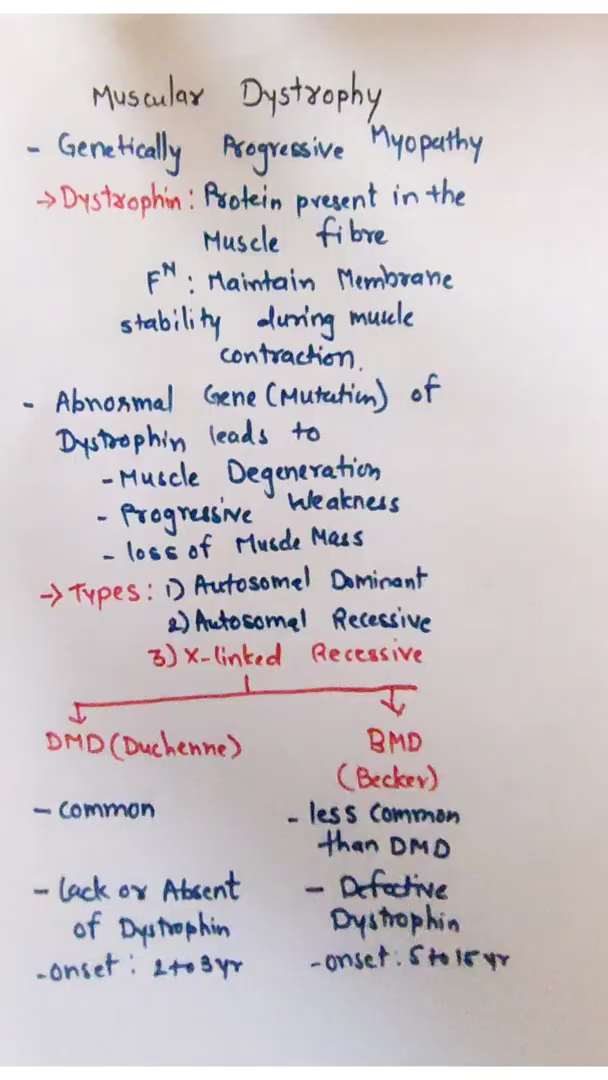 Muscular Dystrophy
- Genetically Progressive Myopathy
→ Dystrophin : Protein present in the
Muscle fibre
Fᴺ : Maintain Membrane
stability during muscle
contraction.
- Abnormal Gene (Mutation) of
Dystrophin leads to
- Muscle Degeneration
- Progressive Weakness
- loss of Muscle Mass
→ Types : 1) Autosomal Dominant
2) Autosomal Recessive
3) X-linked Recessive
DMD (Duchenne)
- common
- Lack or Absent
of Dystrophin
- onset : 2 to 3 yr
BMD
(Becker)
- less common
than DMD
- Defective
Dystrophin
- onset : 5 to 15 yr